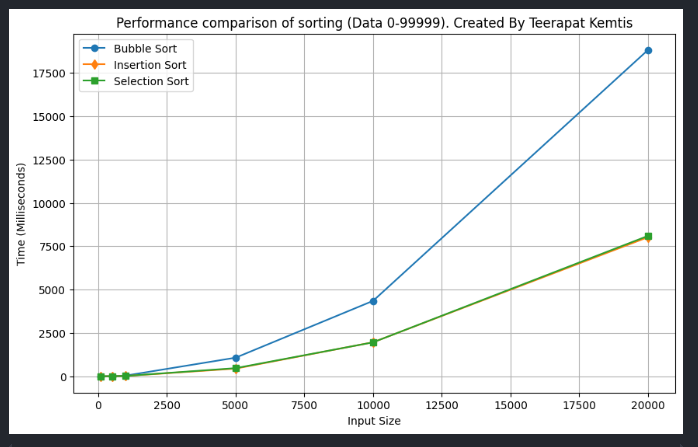 Performance comparison of sorting (Data 0-99999). Created By Teerapat Kemtis
Bubble Sort
Insertion Sort
Selection Sort
17500
15000
12500
10000
7500
5000
2500
0
Time (Milliseconds)
0 2500 5000 7500 10000 12500 15000 17500 20000
Input Size